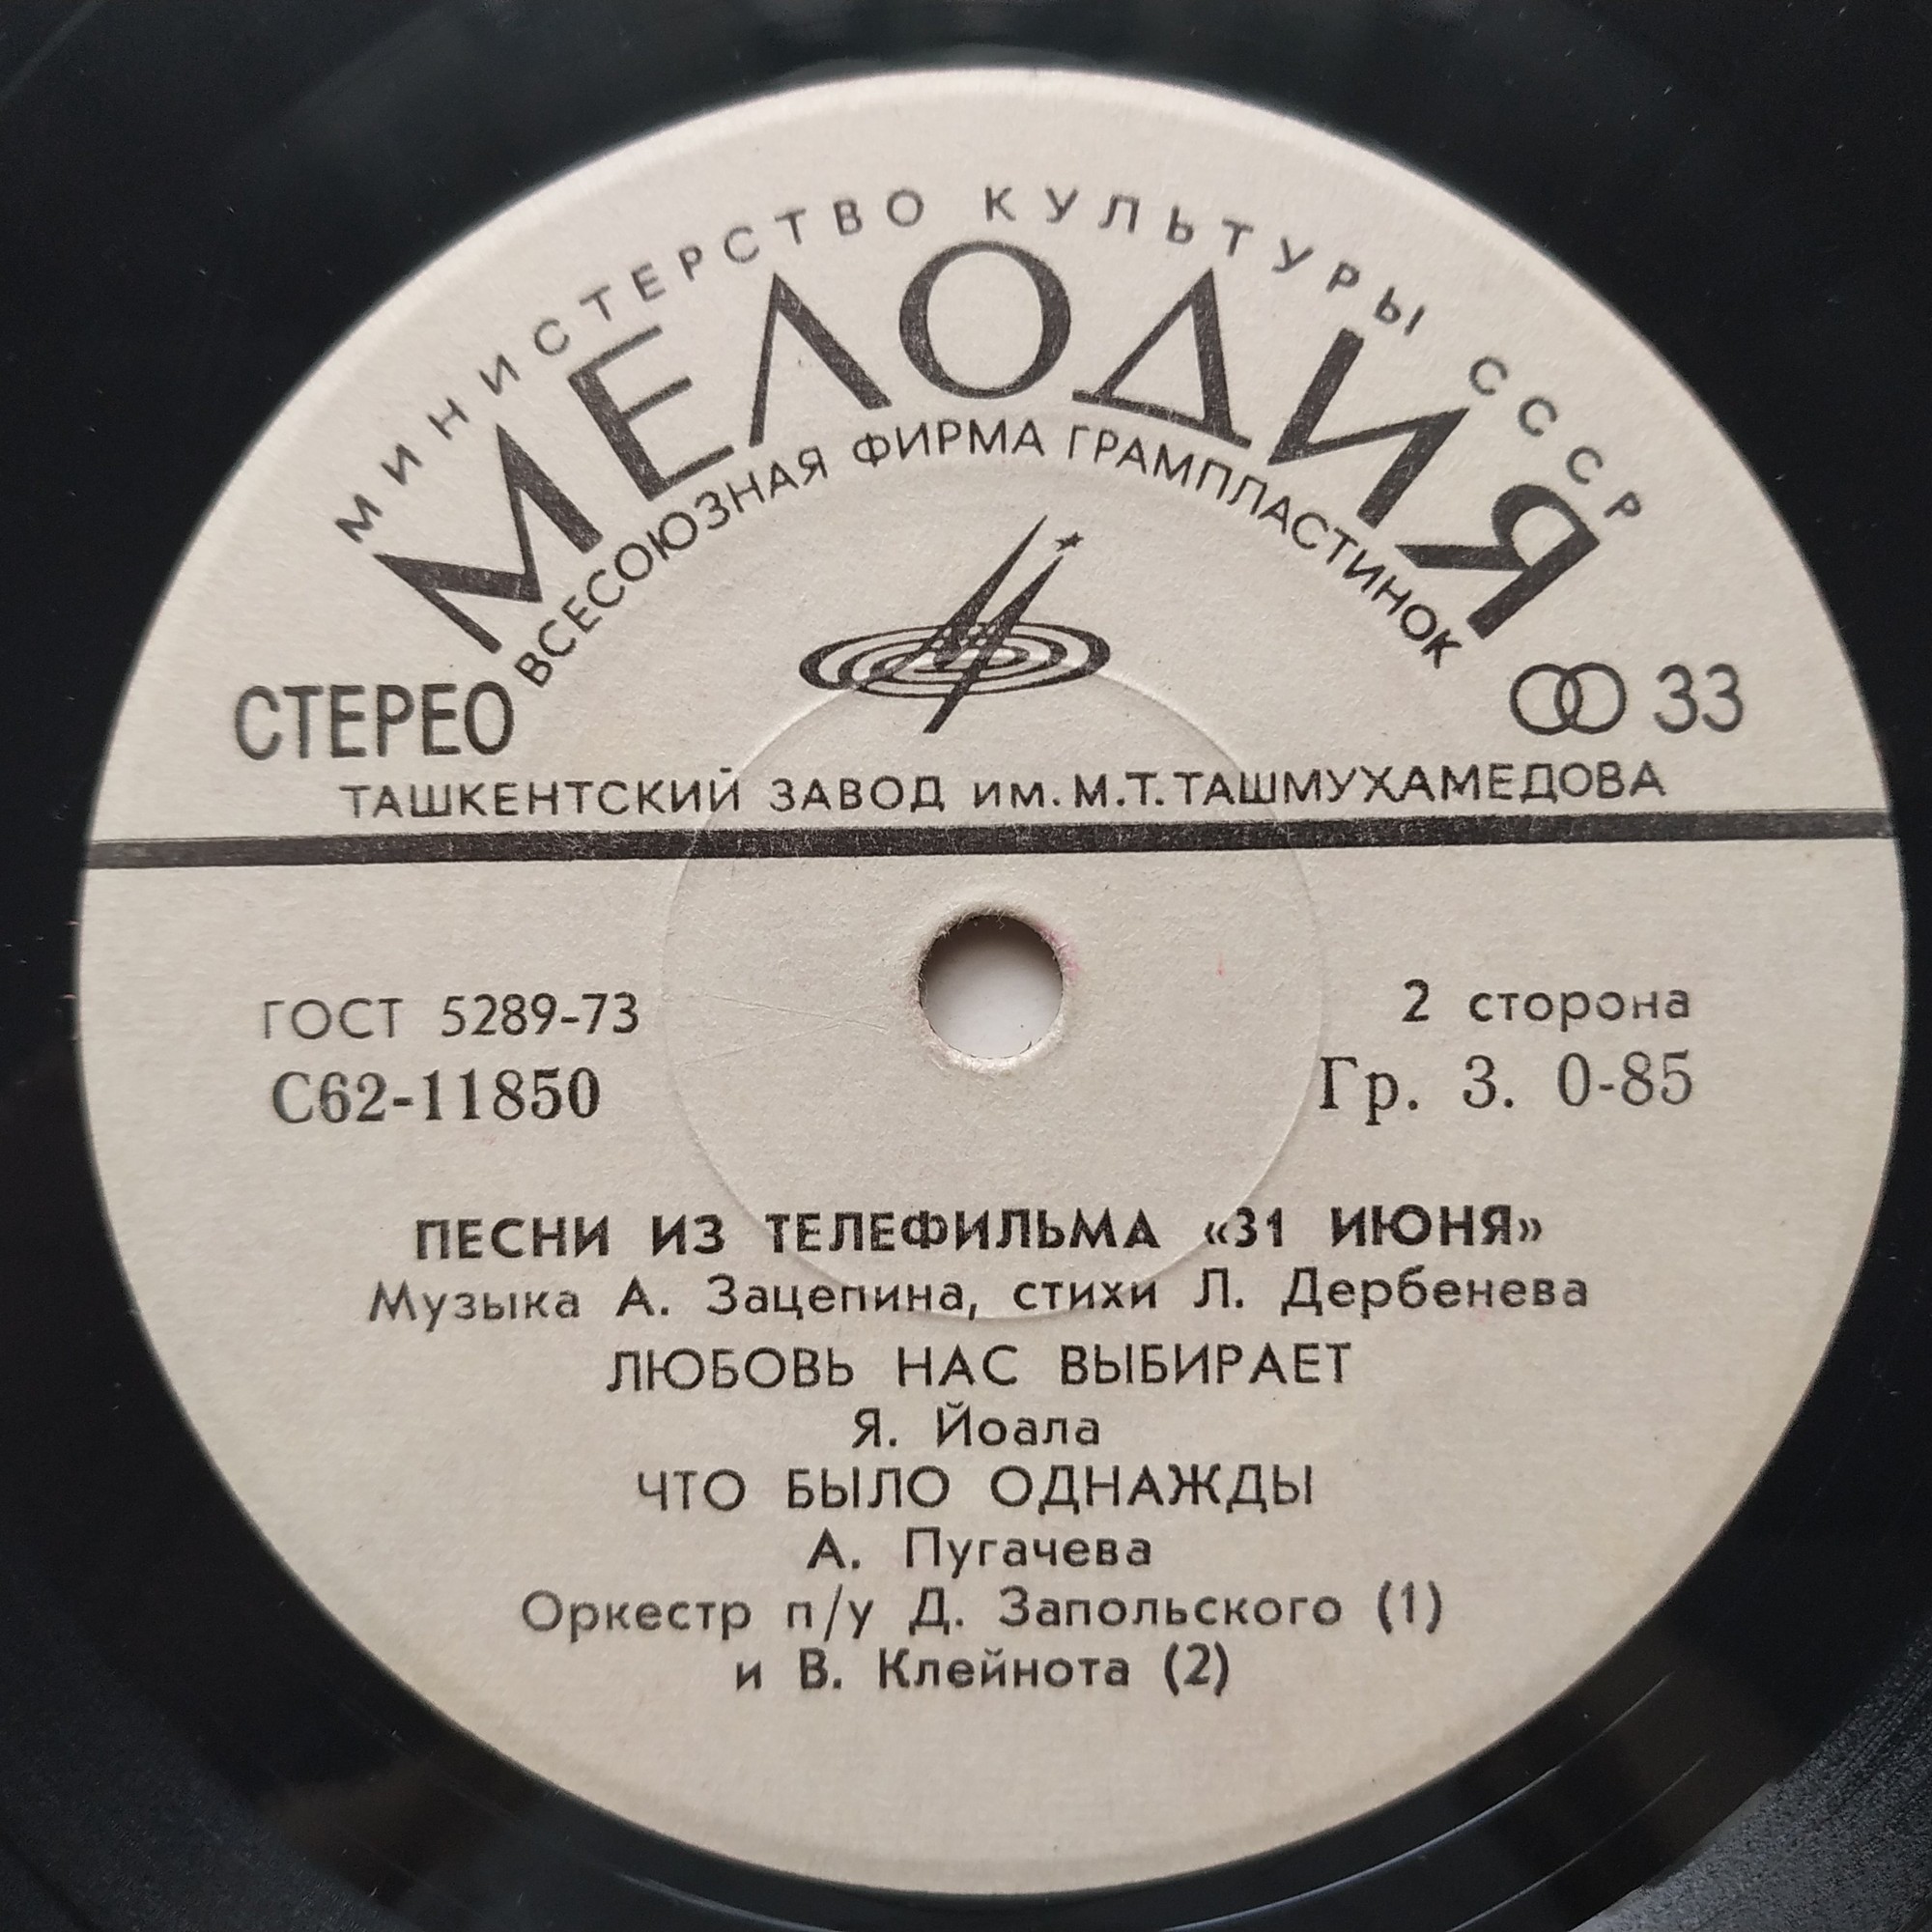 МИНИСТЕРСТВО КУЛЬТУРЫ СССР
МЕЛОДИЯ
ВСЕСОЮЗНАЯ ФИРМА ГРАМПЛАСТИНОК
СТЕРЕО
33
ТАШКЕНТСКИЙ ЗАВОД им. М.Т. ТАШМУХАМЕДОВА
ГОСТ 5289-73
2 сторона
С62-11850
Гр. 3. 0-85
ПЕСНИ ИЗ ТЕЛЕФИЛЬМА «31 ИЮНЯ»
Музыка А. Зацепина, стихи Л. Дербенева
ЛЮБОВЬ НАС ВЫБИРАЕТ
Я. Йоала
ЧТО БЫЛО ОДНАЖДЫ
А. Пугачева
Оркестр п/у Д. Запольского (1)
и В. Клейнота (2)